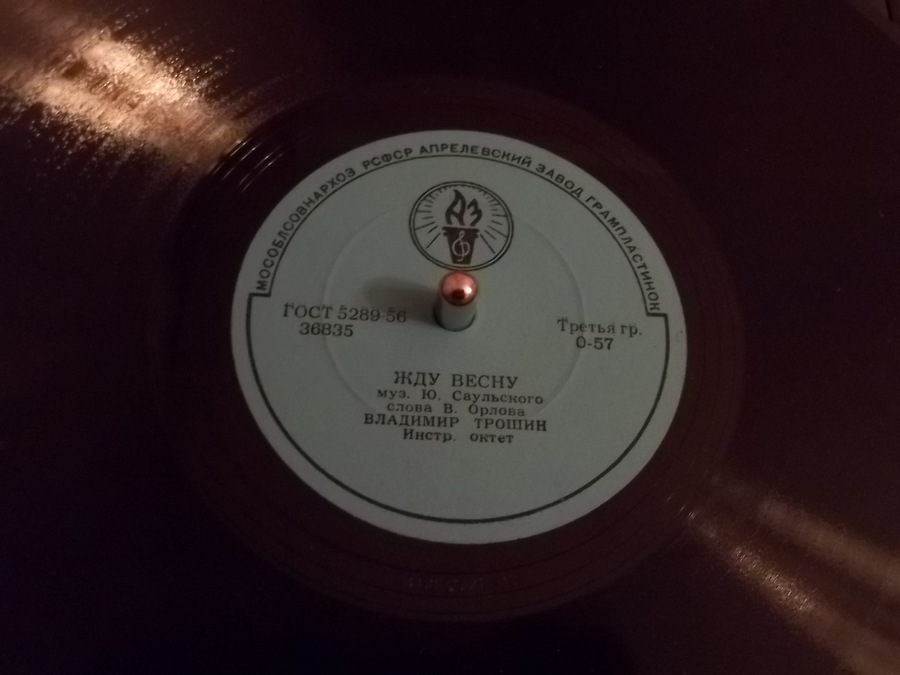 МОСОБЛСОВНАРХОЗ РСФСР АПРЕЛЕВСКИЙ ЗАВОД ГРАМПЛАСТИНОК
АЗ
ГОСТ 5289-56
36835
Третья гр.
0-57
ЖДУ ВЕСНУ
муз. Ю. Саульского
слова В. Орлова
ВЛАДИМИР ТРОШИН
Инстр. октет